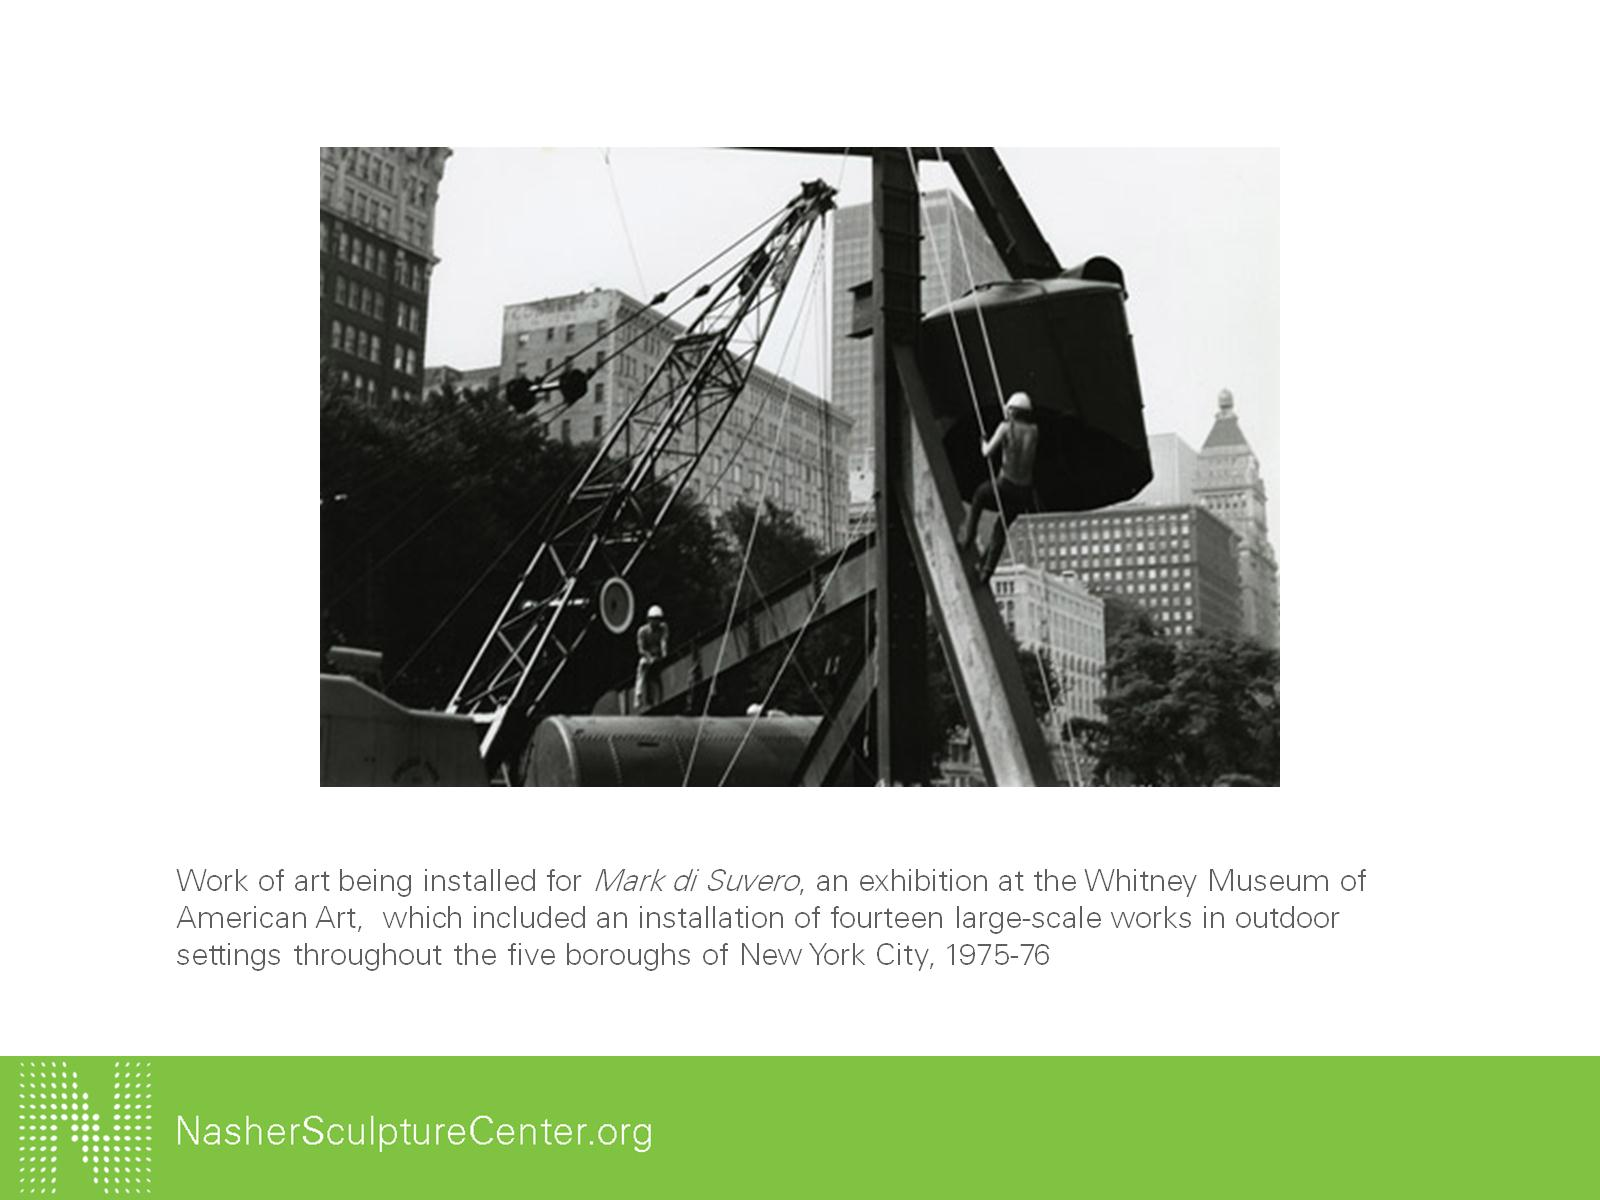 Work of art being installed for Mark di Suvero, an exhibition at the Whitney Museum of
American Art,  which included an installation of fourteen large-scale works in outdoor
settings throughout the five boroughs of New York City, 1975-76
NasherSculptureCenter.org